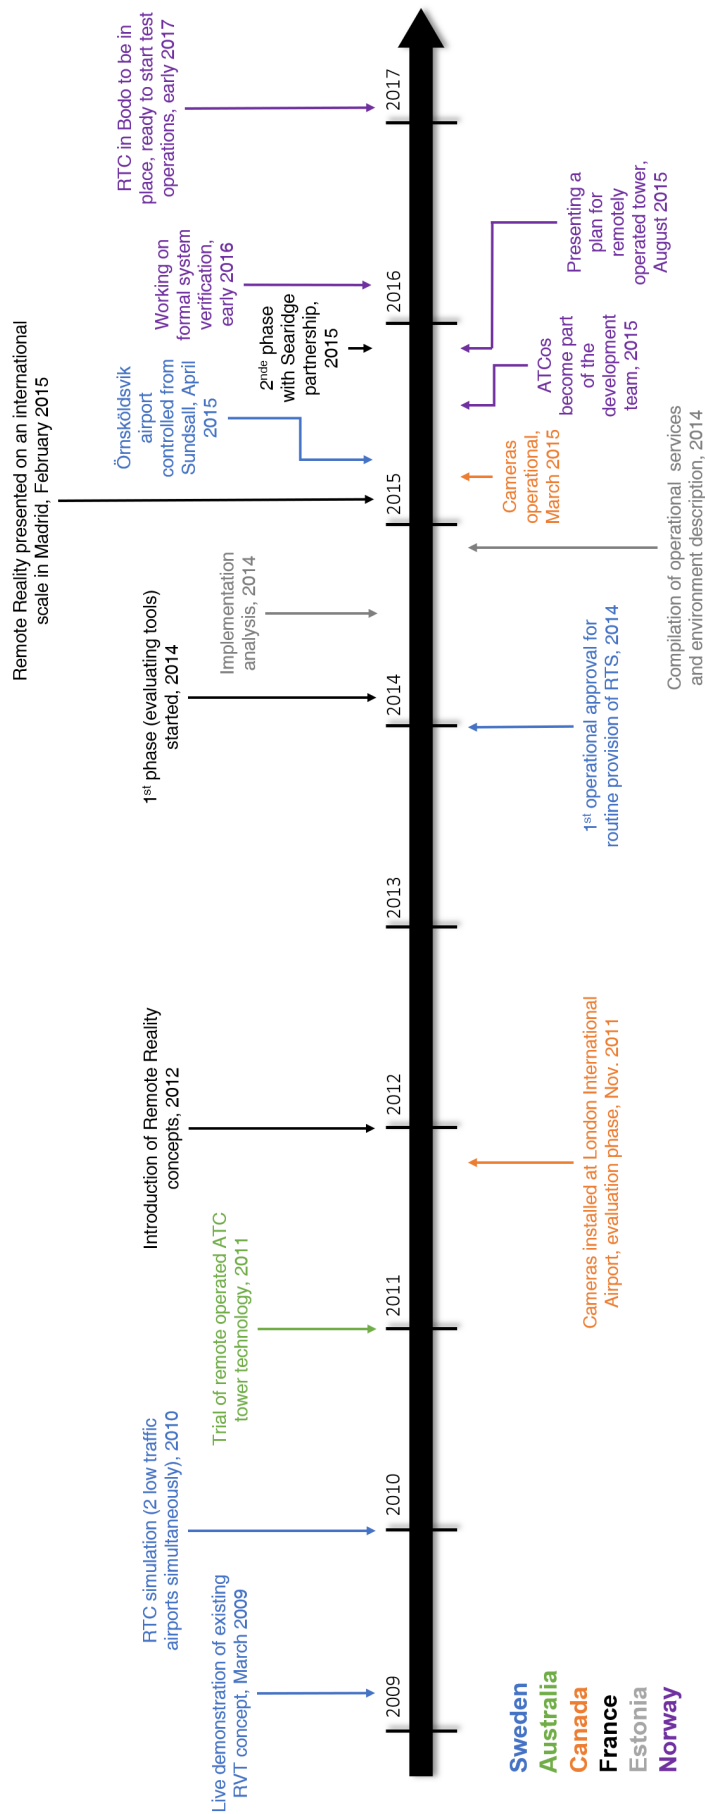 Remote Reality presented on an international
scale in Madrid, February 2015
Live demonstration of existing
RVT concept, March 2009
RTC simulation (2 low traffic
airports simultaneously), 2010
Trial of remote operated ATC
tower technology, 2011
Introduction of Remote Reality
concepts, 2012
1st phase (evaluating tools)
started, 2014
Implementation
analysis, 2014
Örnsköldsvik
airport
controlled from
Sundsall, April
2015
2nde phase
with Searidge
partnership,
2015
Working on
formal system
verification,
early 2016
RTC in Bodo to be in
place, ready to start test
operations, early 2017
2009
2010
2011
2012
2013
2014
2015
2016
2017
Cameras installed at London International
Airport, evaluation phase, Nov. 2011
1st operational approval for
routine provision of RTS, 2014
Compilation of operational services
and environment description, 2014
Cameras
operational,
March 2015
ATCos
become part
of the
development
team, 2015
Presenting a
plan for
remotely
operated tower,
August 2015
Sweden
Australia
Canada
France
Estonia
Norway